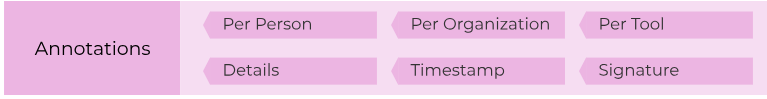 Annotations
Per Person
Per Organization
Per Tool
Details
Timestamp
Signature